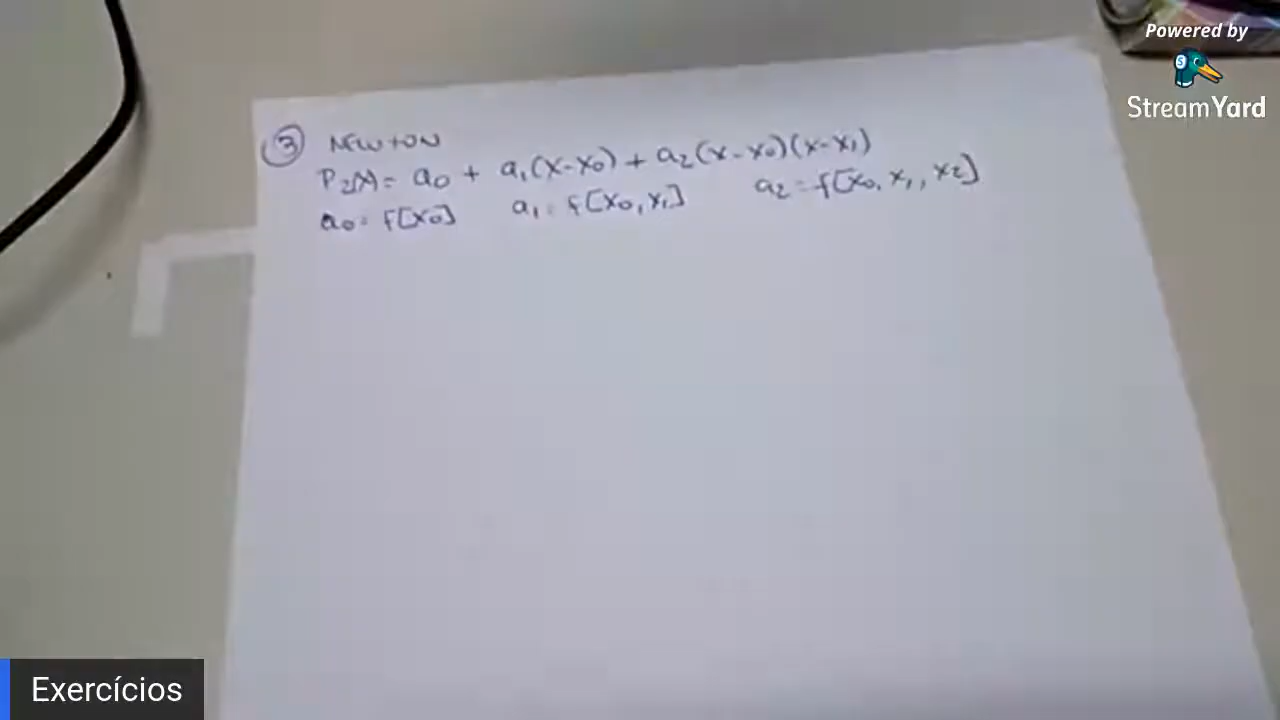 Powered by
StreamYard
③ NEWTON
P₂(x) = a₀ + a₁(x-x₀) + a₂(x-x₀)(x-x₁)
a₀ = f[x₀] a₁ = f[x₀, x₁] a₂ = f[x₀, x₁, x₂]
Exercícios